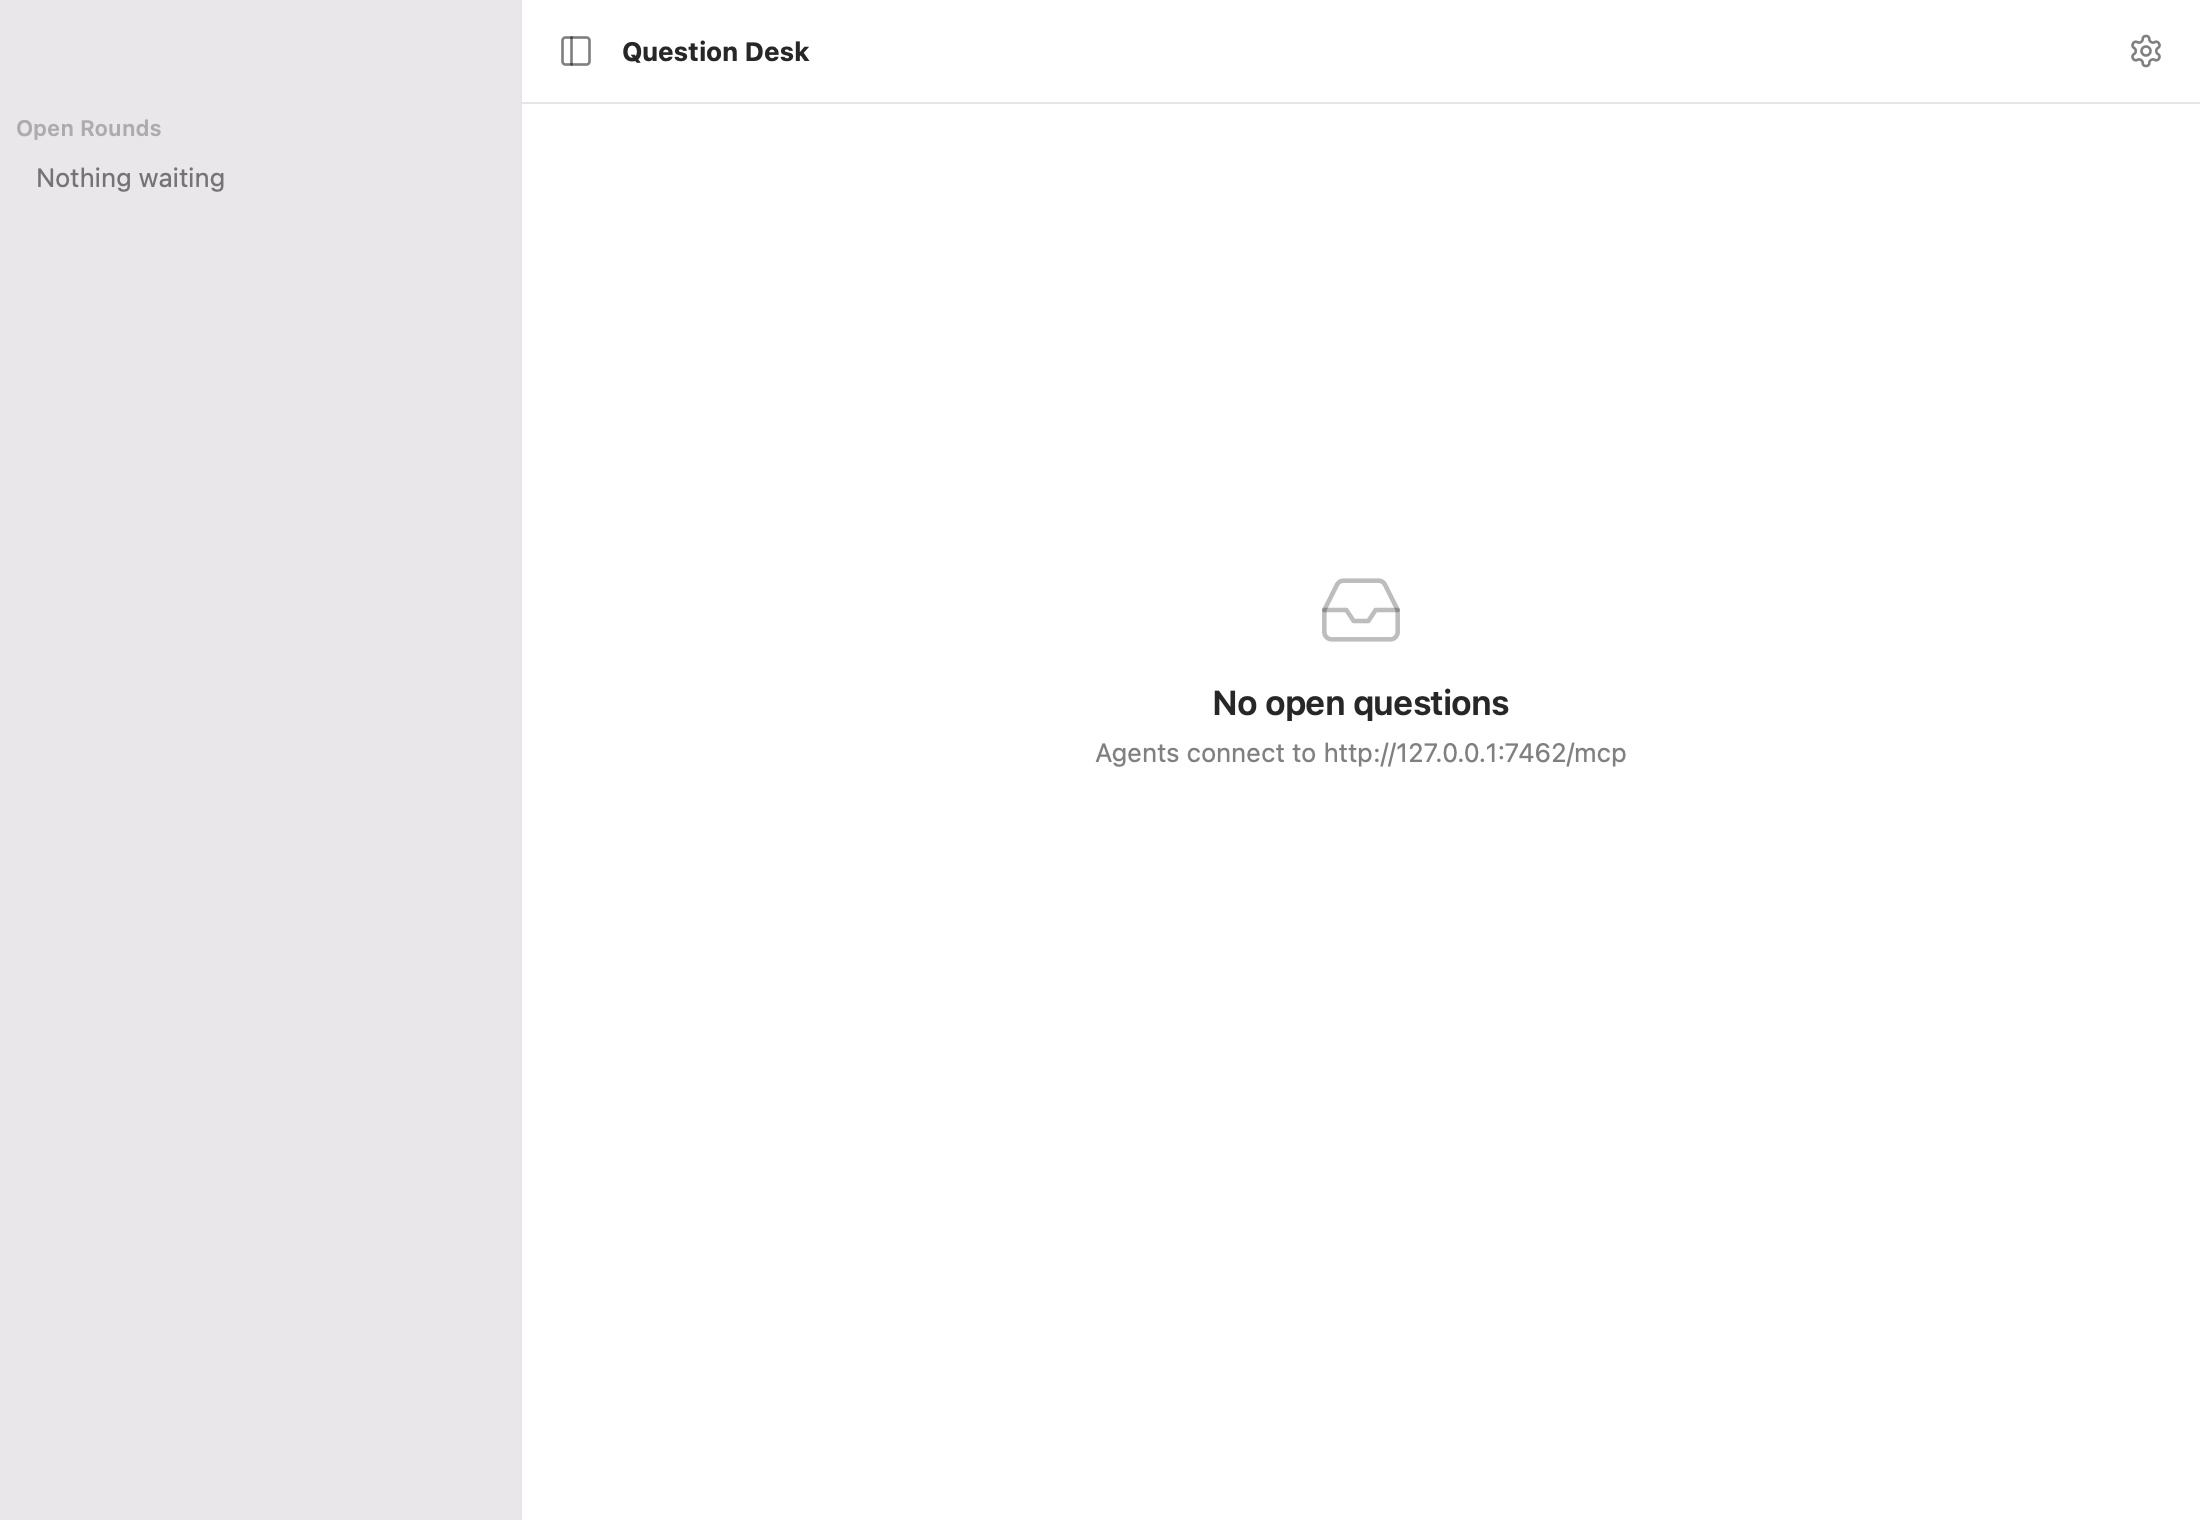 Question Desk
Open Rounds
Nothing waiting
No open questions
Agents connect to http://127.0.0.1:7462/mcp